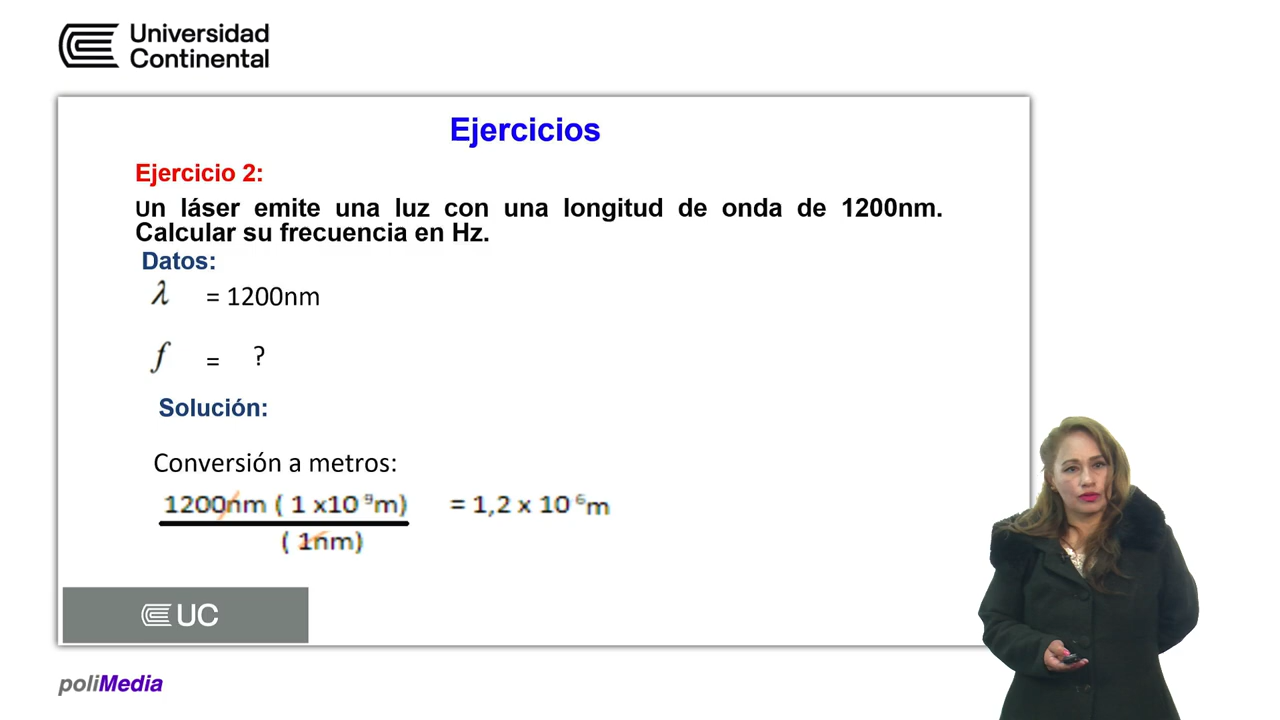 Universidad
Continental
Ejercicios
Ejercicio 2:
Un láser emite una luz con una longitud de onda de 1200nm.
Calcular su frecuencia en Hz.
Datos:
λ = 1200nm
f = ?
Solución:
Conversión a metros:
1200nm ( 1 x10 ⁹m) = 1,2 x 10 ⁶m
( 1nm)
UC
poliMedia